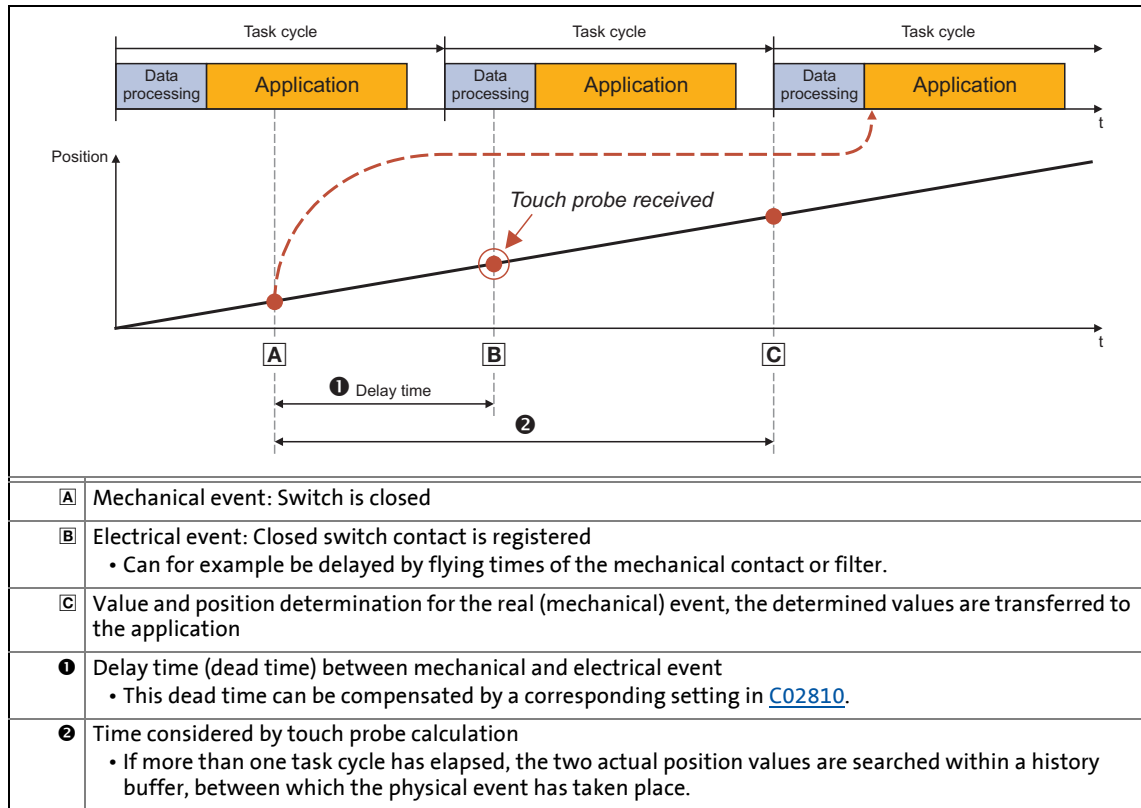 Task cycle Task cycle Task cycle
Data processing Application Data processing Application Data processing Application
t
Position
Touch probe received
t
A B C
❶ Delay time
❷
A Mechanical event: Switch is closed
B Electrical event: Closed switch contact is registered
• Can for example be delayed by flying times of the mechanical contact or filter.
C Value and position determination for the real (mechanical) event, the determined values are transferred to
the application
❶ Delay time (dead time) between mechanical and electrical event
• This dead time can be compensated by a corresponding setting in C02810.
❷ Time considered by touch probe calculation
• If more than one task cycle has elapsed, the two actual position values are searched within a history
buffer, between which the physical event has taken place.